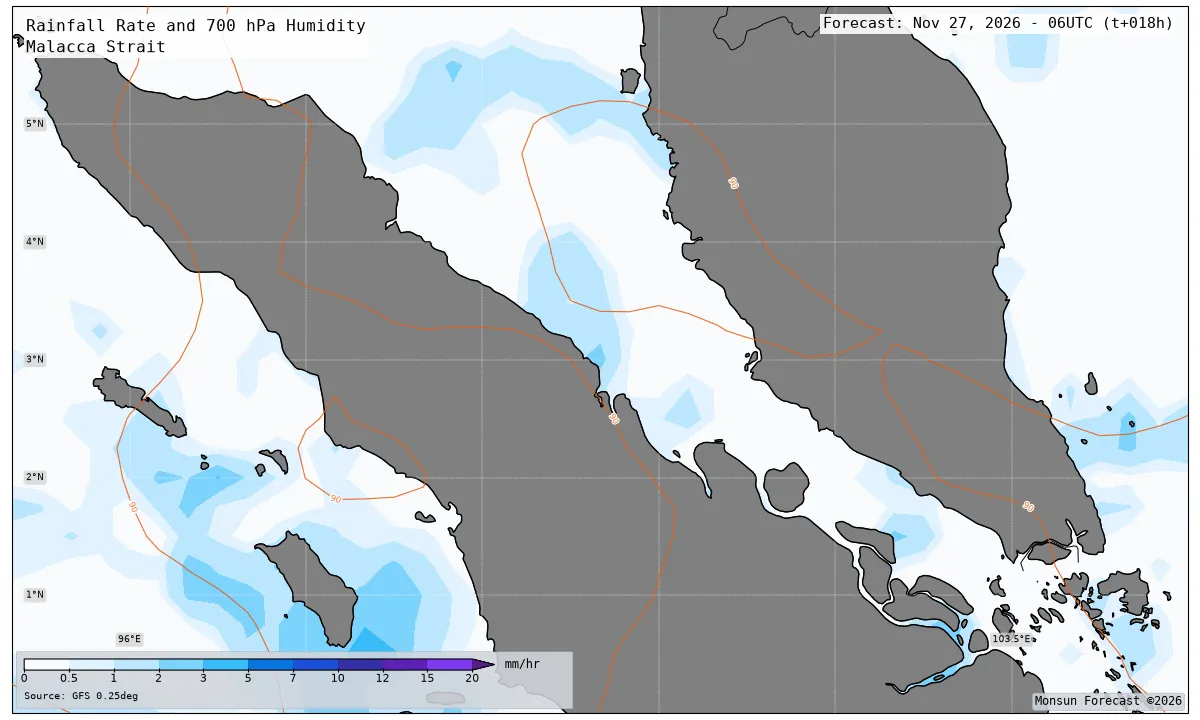 Rainfall Rate and 700 hPa Humidity
Malacca Strait
Forecast: Nov 27, 2026 - 06UTC (t+018h)
5°N
90
4°N
3°N
90
2°N
90
90
90
1°N
96°E
103.5°E
0 0.5 1 2 3 5 7 10 12 15 20
mm/hr
Source: GFS 0.25deg
Monsun Forecast ©2026